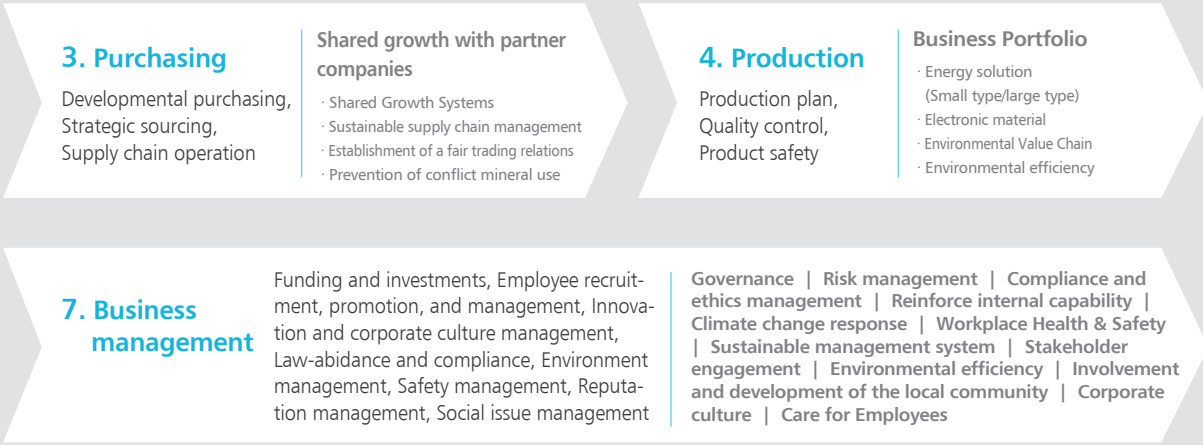 3. Purchasing
Developmental purchasing,
Strategic sourcing,
Supply chain operation
Shared growth with partner
companies
· Shared Growth Systems
· Sustainable supply chain management
· Establishment of a fair trading relations
· Prevention of conflict mineral use
4. Production
Production plan,
Quality control,
Product safety
Business Portfolio
· Energy solution
(Small type/large type)
· Electronic material
· Environmental Value Chain
· Environmental efficiency
7. Business
management
Funding and investments, Employee recruit-
ment, promotion, and management, Innova-
tion and corporate culture management,
Law-abidance and compliance, Environment
management, Safety management, Reputa-
tion management, Social issue management
Governance | Risk management | Compliance and
ethics management | Reinforce internal capability |
Climate change response | Workplace Health & Safety
| Sustainable management system | Stakeholder
engagement | Environmental efficiency | Involvement
and development of the local community | Corporate
culture | Care for Employees